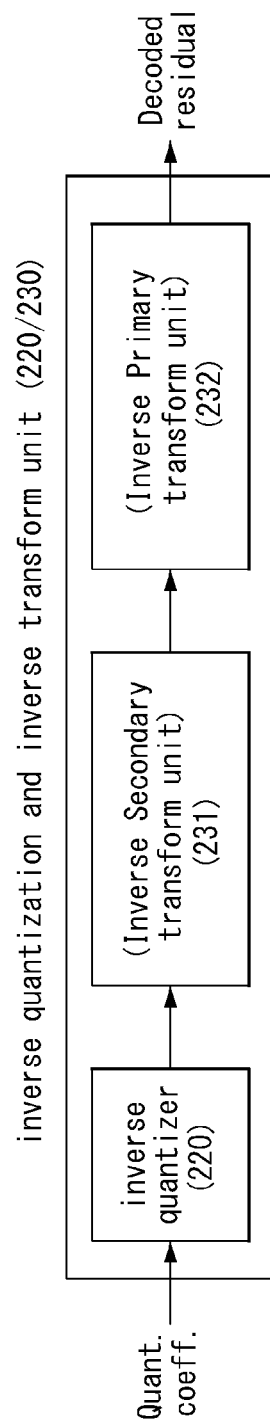 inverse quantization and inverse transform unit (220/230)
Quant.
coeff.
inverse
quantizer
(220)
(Inverse Secondary
transform unit)
(231)
(Inverse Primary
transform unit)
(232)
Decoded
residual